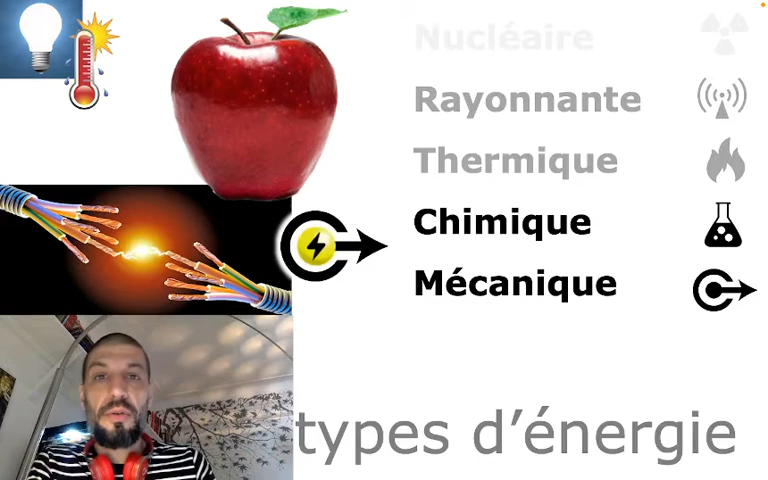 Nucléaire
Rayonnante
Thermique
Chimique
Mécanique
types d’énergie